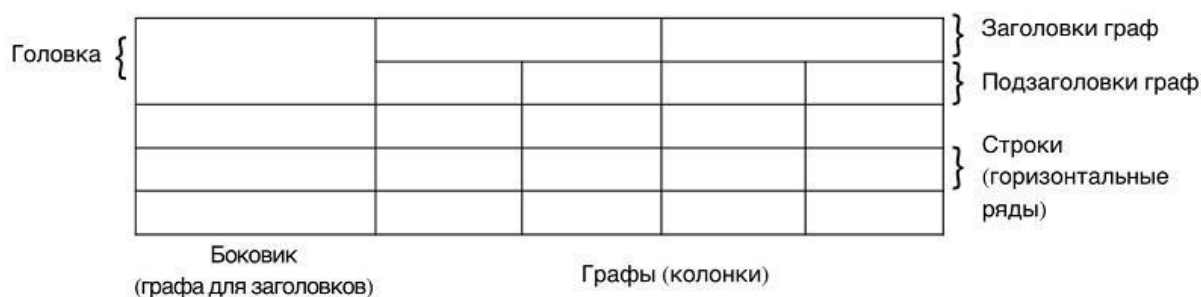 Головка
Заголовки граф
Подзаголовки граф
Строки
(горизонтальные
ряды)
Боковик
(графа для заголовков)
Графы (колонки)